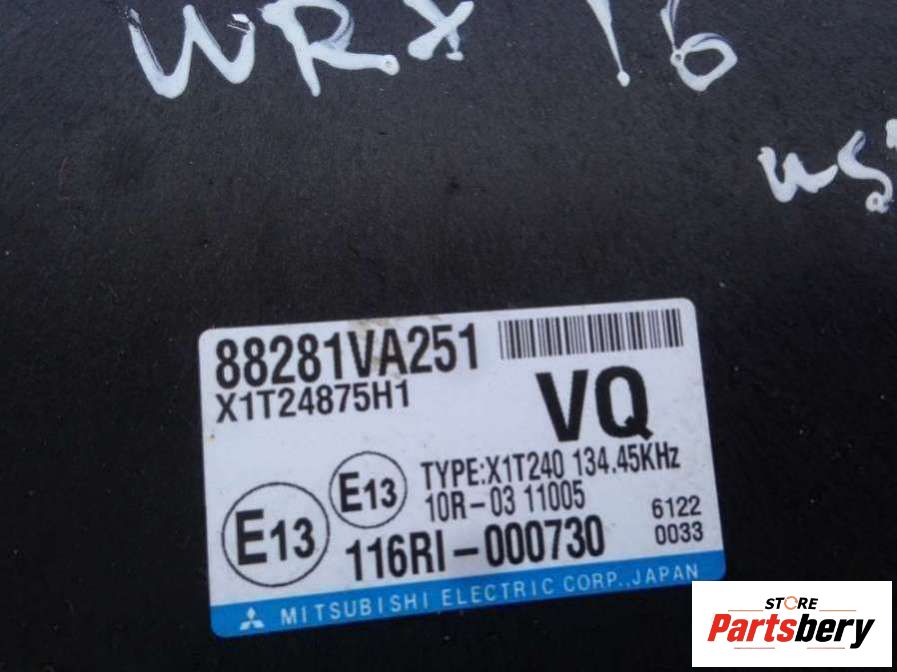 WRX 16
88281VA251
X1T24875H1
VQ
TYPE:X1T240 134.45KHz
10R-03 11005
E13
E13
116RI-000730
6122
0033
MITSUBISHI ELECTRIC CORP.,JAPAN
STORE
Partsbery